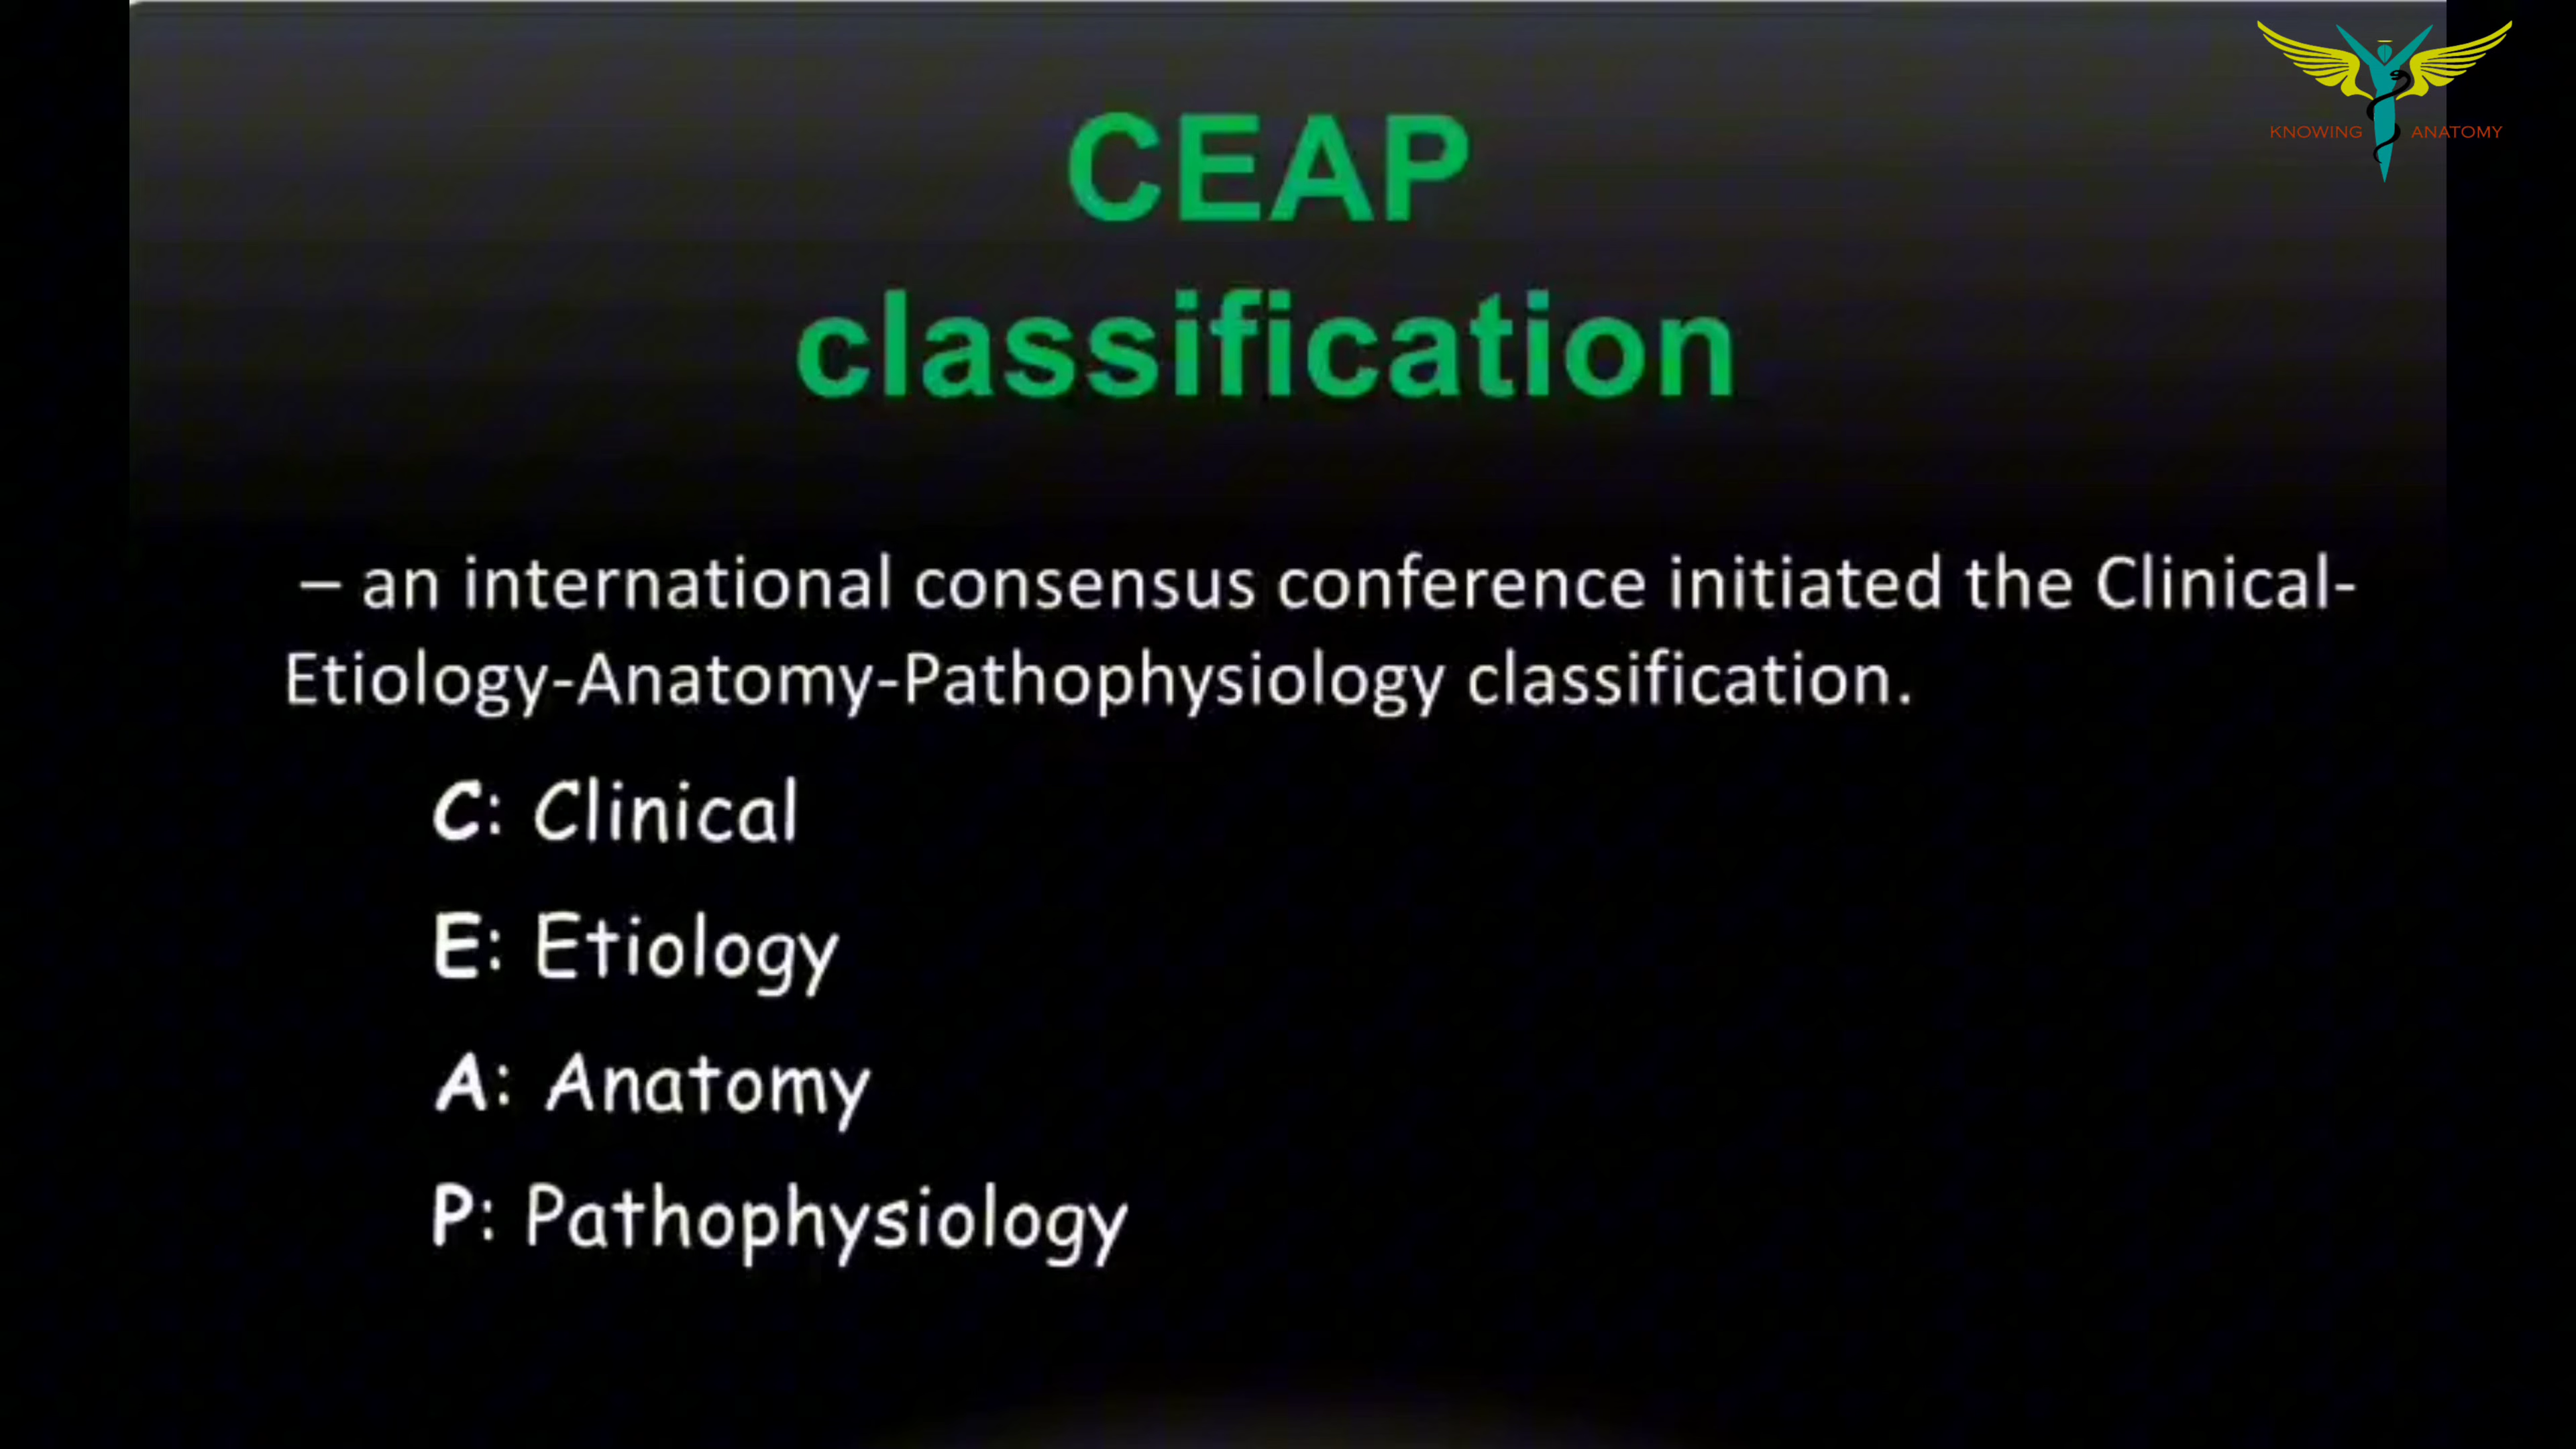 KNOWING ANATOMY
CEAP
classification
– an international consensus conference initiated the Clinical-
Etiology-Anatomy-Pathophysiology classification.
C: Clinical
E: Etiology
A: Anatomy
P: Pathophysiology